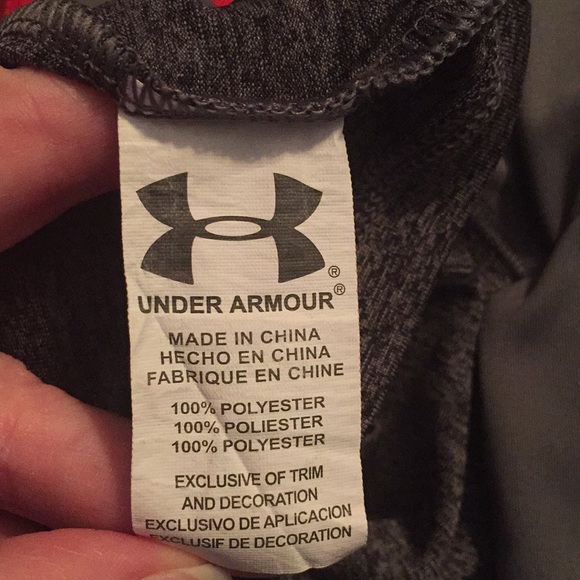 ®
UNDER ARMOUR®
MADE IN CHINA
HECHO EN CHINA
FABRIQUE EN CHINE
100% POLYESTER
100% POLIESTER
100% POLYESTER
EXCLUSIVE OF TRIM
AND DECORATION
EXCLUSIVO DE APLICACION
EXCLUSIF DE DECORATION